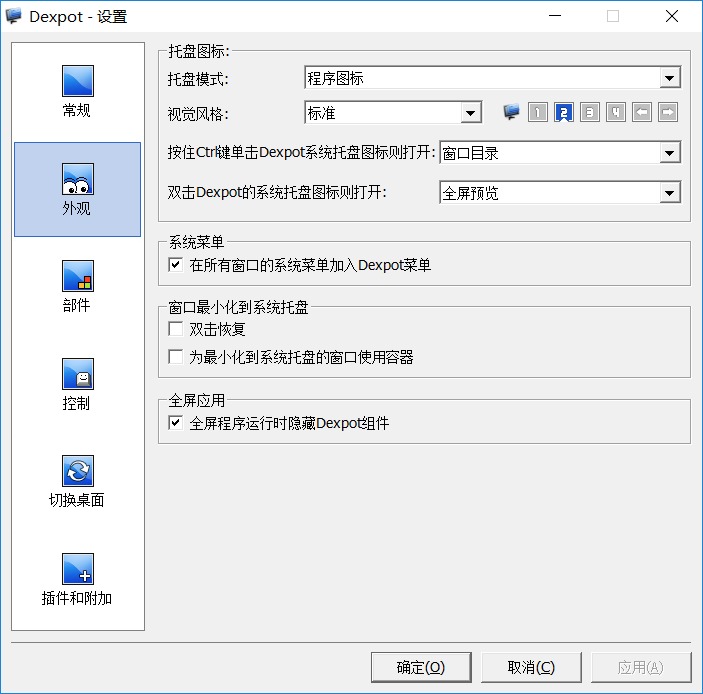 Dexpot - 设置
常规
外观
部件
控制
切换桌面
插件和附加
托盘图标:
托盘模式: 程序图标
视觉风格: 标准 1 2 3 4
按住Ctrl键单击Dexpot系统托盘图标则打开: 窗口目录
双击Dexpot的系统托盘图标则打开: 全屏预览
系统菜单
在所有窗口的系统菜单加入Dexpot菜单
窗口最小化到系统托盘
双击恢复
为最小化到系统托盘的窗口使用容器
全屏应用
全屏程序运行时隐藏Dexpot组件
确定(O) 取消(C) 应用(A)